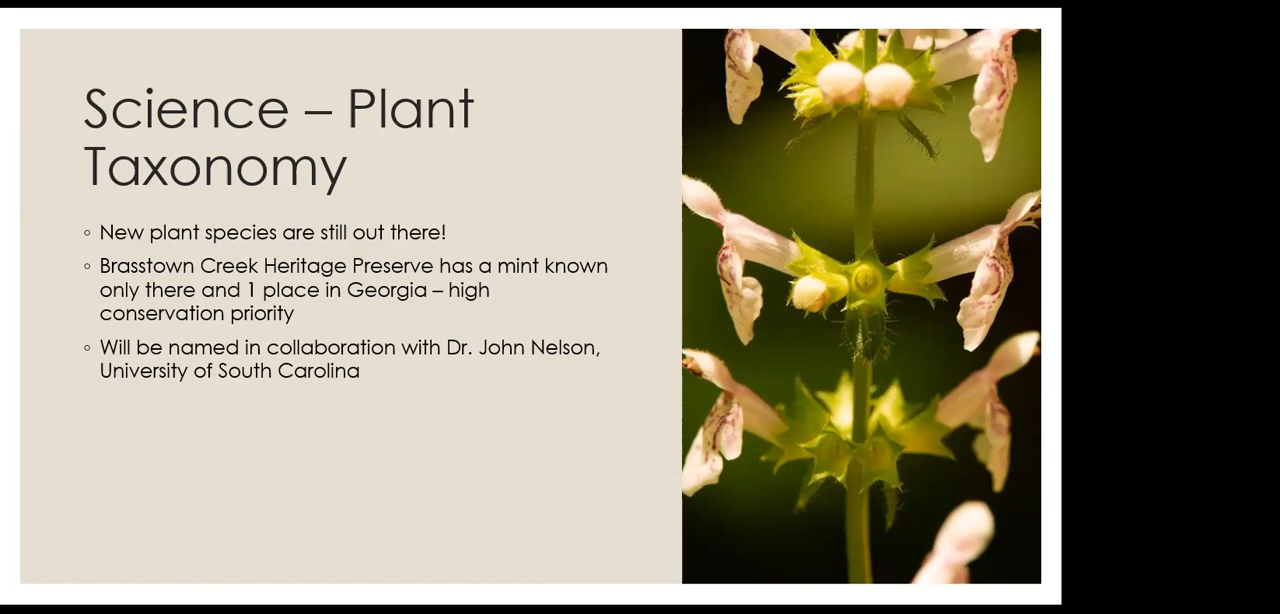 Science – Plant
Taxonomy
◦ New plant species are still out there!
◦ Brasstown Creek Heritage Preserve has a mint known
only there and 1 place in Georgia – high
conservation priority
◦ Will be named in collaboration with Dr. John Nelson,
University of South Carolina